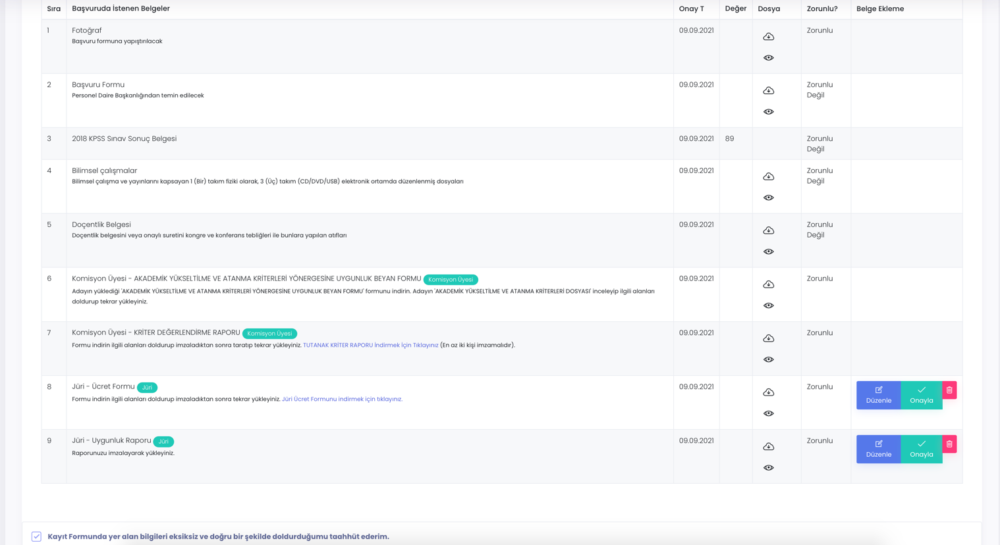 Sıra Başvuruda İstenen Belgeler Onay T Değer Dosya Zorunlu? Belge Ekleme
1 Fotoğraf 09.09.2021 Zorunlu
Başvuru formuna yapıştırılacak
2 Başvuru Formu 09.09.2021 Zorunlu
Personel Daire Başkanlığından temin edilecek Değil
3 2018 KPSS Sınav Sonuç Belgesi 09.09.2021 89 Zorunlu
Değil
4 Bilimsel çalışmalar 09.09.2021 Zorunlu
Bilimsel çalışma ve yayınlarını kapsayan 1 (Bir) takım fiziki olarak, 3 (Üç) takım (CD/DVD/USB) elektronik ortamda düzenlenmiş dosyaları Değil
5 Doçentlik Belgesi 09.09.2021 Zorunlu
Doçentlik belgesini veya onaylı suretini kongre ve konferans tebliğleri ile bunlara yapılan atıfları Değil
6 Komisyon Üyesi - AKADEMİK YÜKSELTİLME VE ATANMA KRİTERLERİ YÖNERGESİNE UYGUNLUK BEYAN FORMU Komisyon Üyesi 09.09.2021 Zorunlu
Adayın yüklediği 'AKADEMİK YÜKSELTİLME VE ATANMA KRİTERLERİ YÖNERGESİNE UYGUNLUK BEYAN FORMU' formunu indirin. Adayın 'AKADEMİK YÜKSELTİLME VE ATANMA KRİTERLERİ DOSYASI' inceleyip ilgili alanları
doldurup tekrar yükleyiniz.
7 Komisyon Üyesi - KRİTER DEĞERLENDİRME RAPORU Komisyon Üyesi 09.09.2021 Zorunlu
Formu indirin ilgili alanları doldurup imzaladıktan sonra taratıp tekrar yükleyiniz. TUTANAK KRİTER RAPORU İndirmek İçin Tıklayınız (En az iki kişi imzamalıdır).
8 Jüri - Ücret Formu Jüri 09.09.2021 Zorunlu
Formu indirin ilgili alanları doldurup imzaladıktan sonra tekrar yükleyiniz. Jüri Ücret Formunu indirmek için tıklayınız. Düzenle Onayla
9 Jüri - Uygunluk Raporu Jüri 09.09.2021 Zorunlu
Raporunuzu imzalayarak yükleyiniz. Düzenle Onayla
Kayıt Formunda yer alan bilgileri eksiksiz ve doğru bir şekilde doldurduğumu taahhüt ederim.